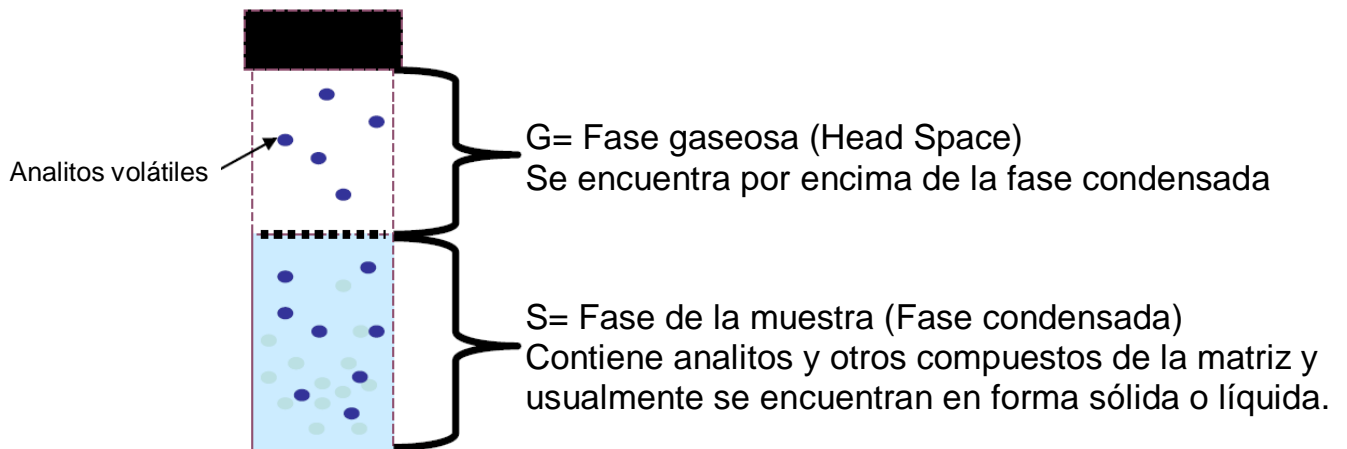 G= Fase gaseosa (Head Space)
Se encuentra por encima de la fase condensada
Analitos volátiles
S= Fase de la muestra (Fase condensada)
Contiene analitos y otros compuestos de la matriz y
usualmente se encuentran en forma sólida o líquida.